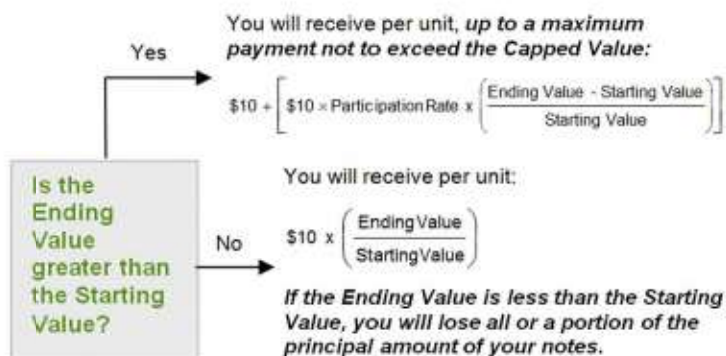 You will receive per unit, up to a maximum
payment not to exceed the Capped Value:
Yes
$10 + [ $10 × Participation Rate x ( Ending Value - Starting Value / Starting Value ) ]
Is the
Ending
Value
greater than
the Starting
Value?
No
You will receive per unit:
$10 x ( Ending Value / Starting Value )
If the Ending Value is less than the Starting
Value, you will lose all or a portion of the
principal amount of your notes.